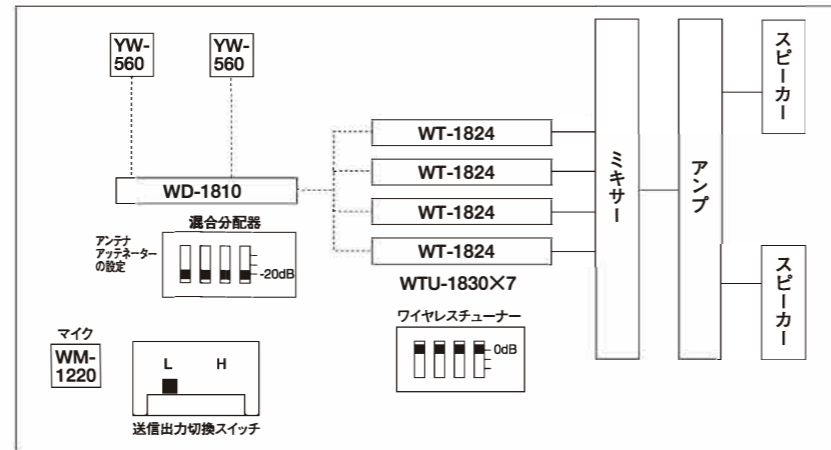 YW-
560
YW-
560
WT-1824
WT-1824
WT-1824
WT-1824
WTU-1830×7
WD-1810
混合分配器
アンテナ
アッテネーター
の設定
-20dB
ワイヤレスチューナー
0dB
マイク
WM-
1220
L H
送信出力切換スイッチ
ミキサー
アンプ
スピーカー
スピーカー